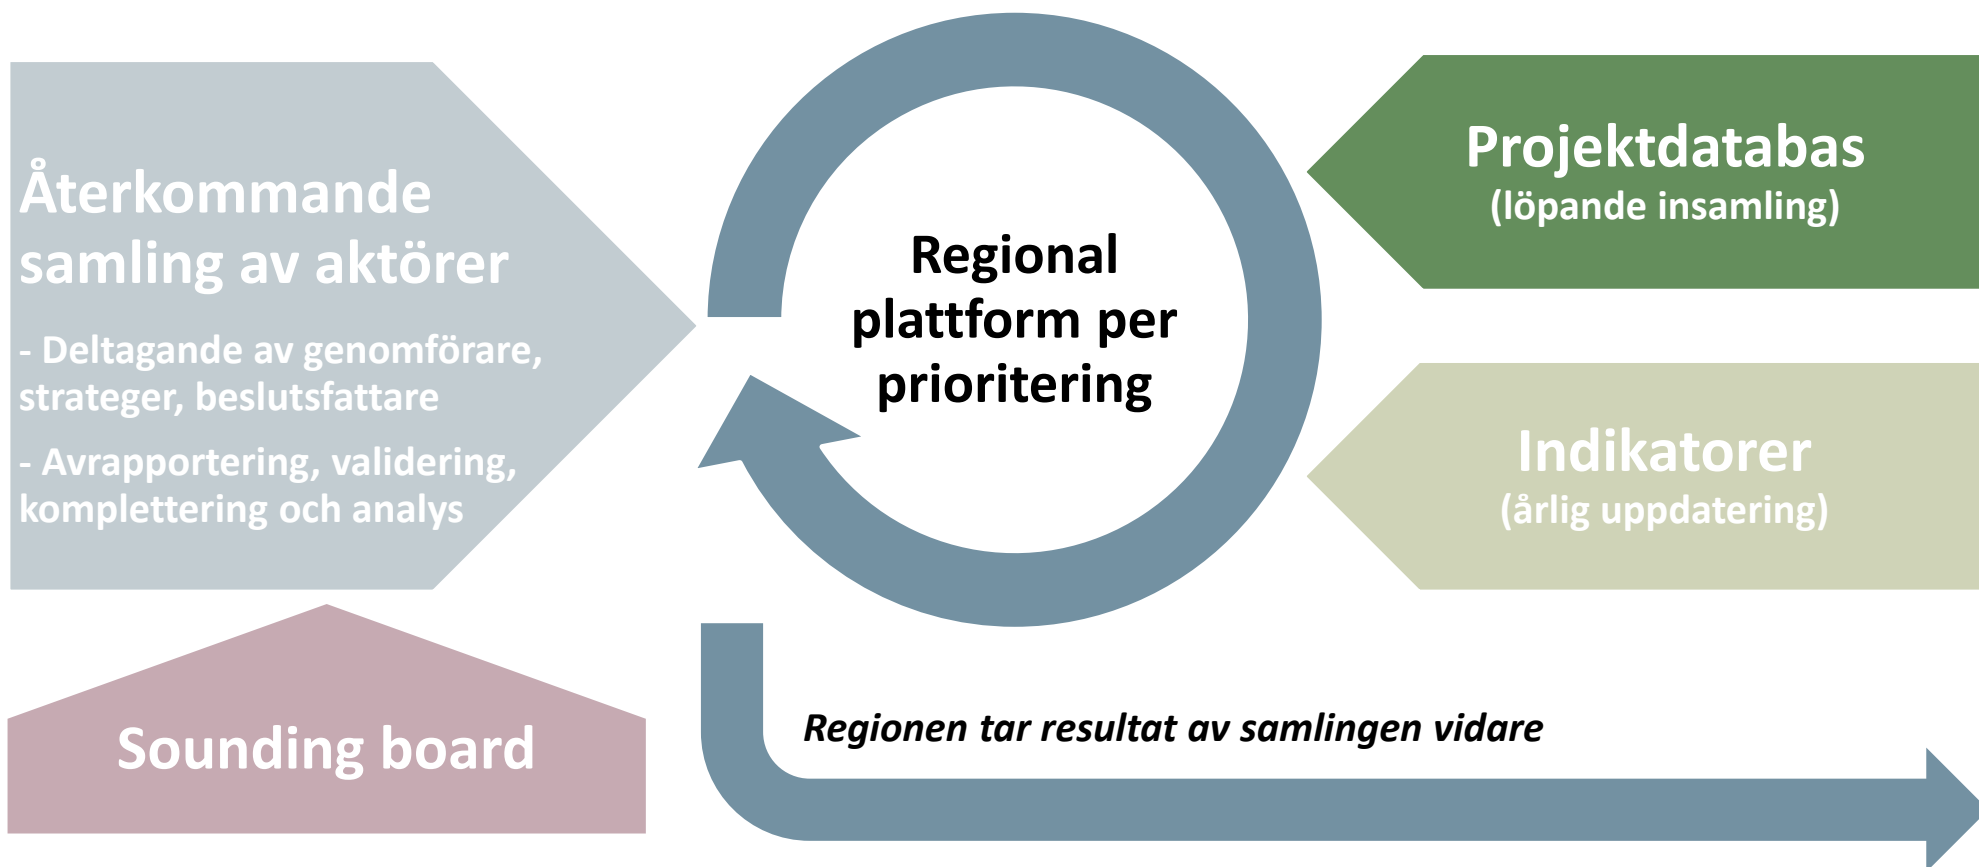 Återkommande
samling av aktörer
- Deltagande av genomförare,
strateger, beslutsfattare
- Avrapportering, validering,
komplettering och analys
Sounding board
Regional
plattform per
prioritering
Projektdatabas
(löpande insamling)
Indikatorer
(årlig uppdatering)
Regionen tar resultat av samlingen vidare